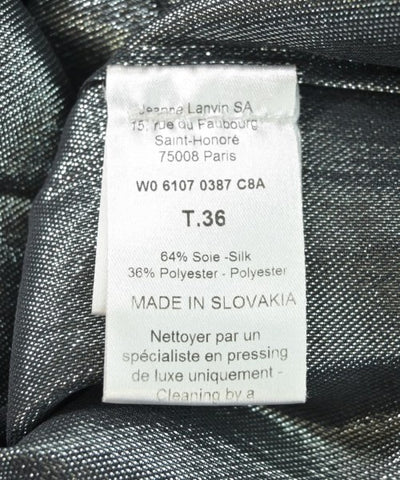 Jeanne Lanvin SA
15, rue du Faubourg
Saint-Honoré
75008 Paris
W0 6107 0387 C8A
T.36
64% Soie -Silk
36% Polyester - Polyester
MADE IN SLOVAKIA
Nettoyer par un
spécialiste en pressing
de luxe uniquement -
Cleaning by a